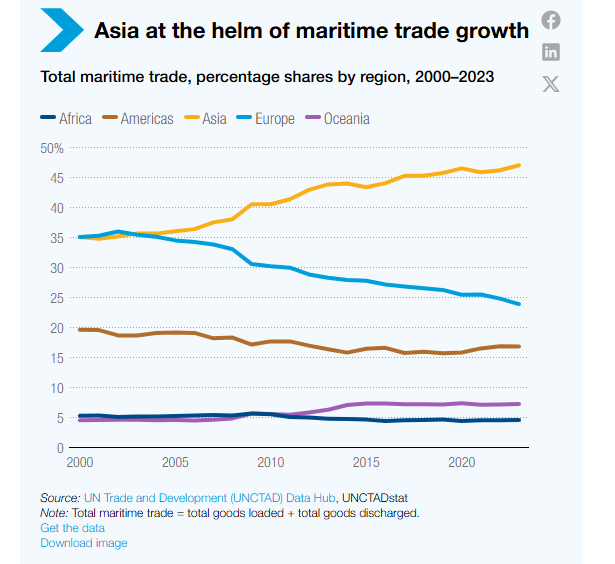 Asia at the helm of maritime trade growth
Total maritime trade, percentage shares by region, 2000–2023
Africa Americas Asia Europe Oceania
50%
45
40
35
30
25
20
15
10
5
0
2000 2005 2010 2015 2020
Source: UN Trade and Development (UNCTAD) Data Hub, UNCTADstat
Note: Total maritime trade = total goods loaded + total goods discharged.
Get the data
Download image